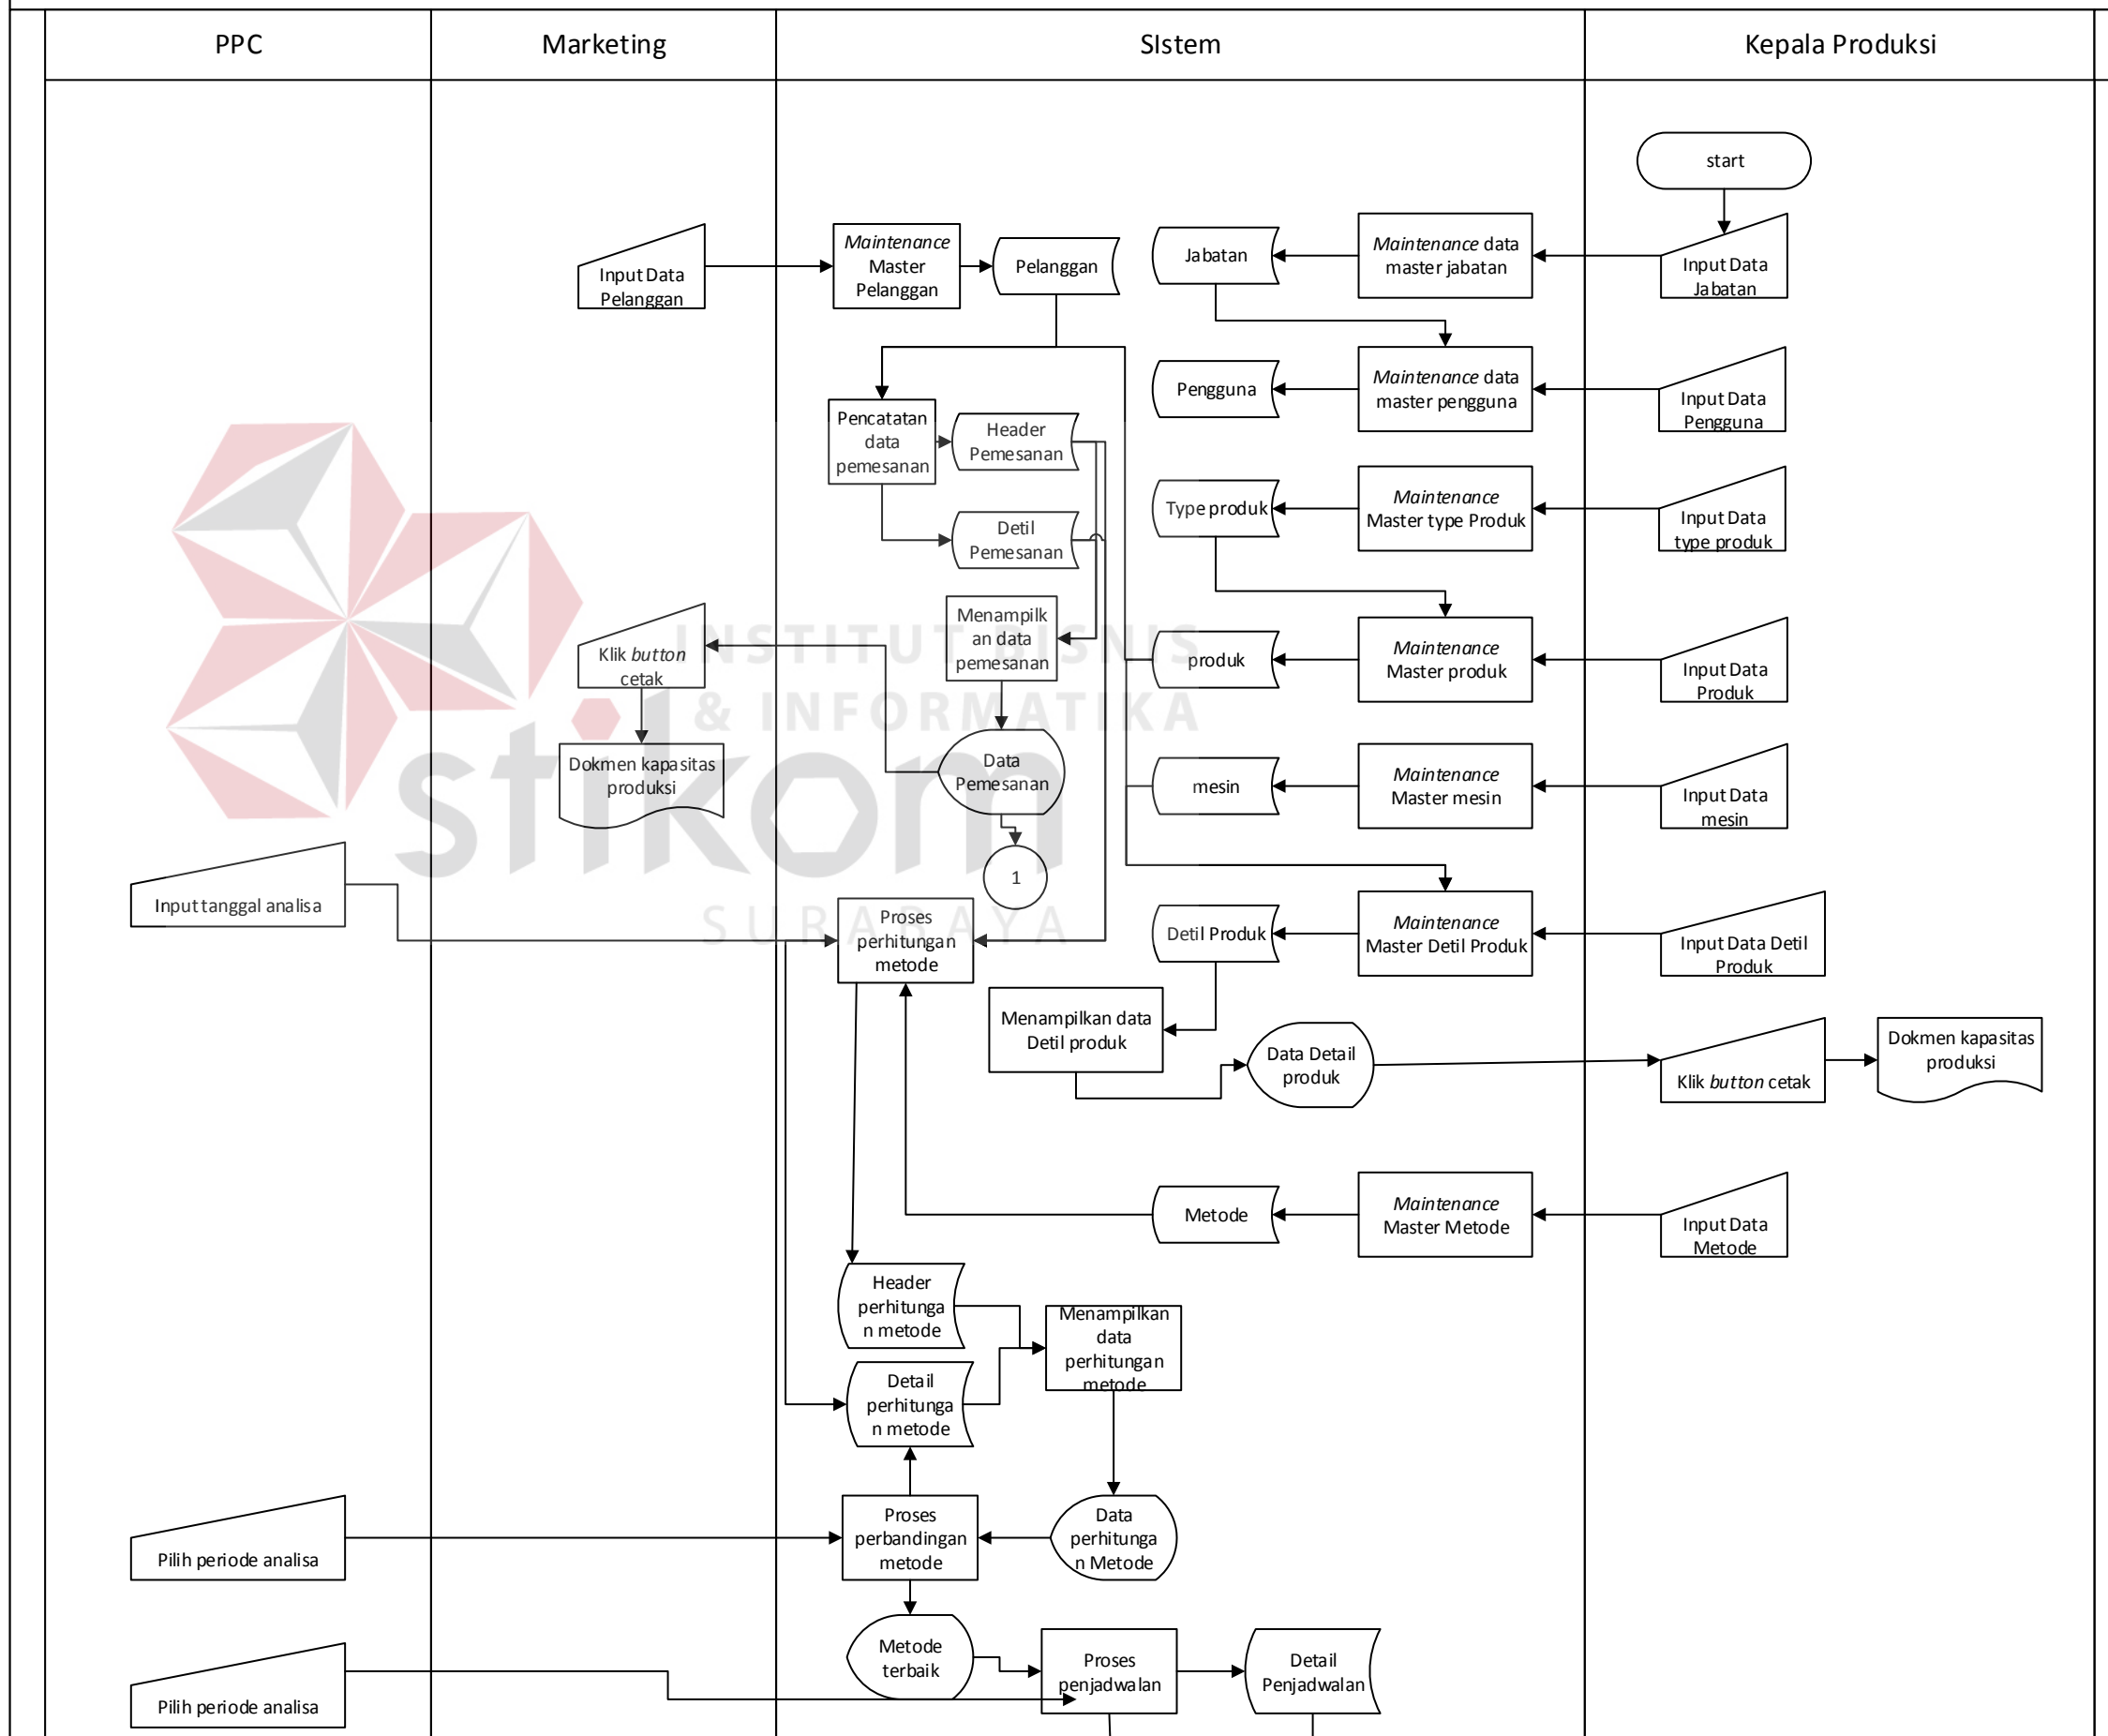 PPC
Marketing
SIstem
Kepala Produksi
start
Input Data
Pelanggan
Maintenance
Master
Pelanggan
Pelanggan
Jabatan
Maintenance data
master jabatan
Input Data
Jabatan
Pengguna
Maintenance data
master pengguna
Input Data
Pengguna
Pencatatan
data
pemesanan
Header
Pemesanan
Detil
Pemesanan
Type produk
Maintenance
Master type Produk
Input Data
type produk
Menampilk
an data
pemesanan
Klik button
cetak
produk
Maintenance
Master produk
Input Data
Produk
INSTITUT BISNIS
& INFORMATIKA
stikom
SURABAYA
Dokmen kapasitas
produksi
Data
Pemesanan
1
mesin
Maintenance
Master mesin
Input Data
mesin
Input tanggal analisa
Proses
perhitungan
metode
Detil Produk
Maintenance
Master Detil Produk
Input Data Detil
Produk
Menampilkan data
Detil produk
Data Detail
produk
Klik button cetak
Dokmen kapasitas
produksi
Metode
Maintenance
Master Metode
Input Data
Metode
Header
perhitunga
n metode
Menampilkan
data
perhitungan
metode
Detail
perhitunga
n metode
Pilih periode analisa
Proses
perbandingan
metode
Data
perhitunga
n Metode
Pilih periode analisa
Metode
terbaik
Proses
penjadwalan
Detail
Penjadwalan